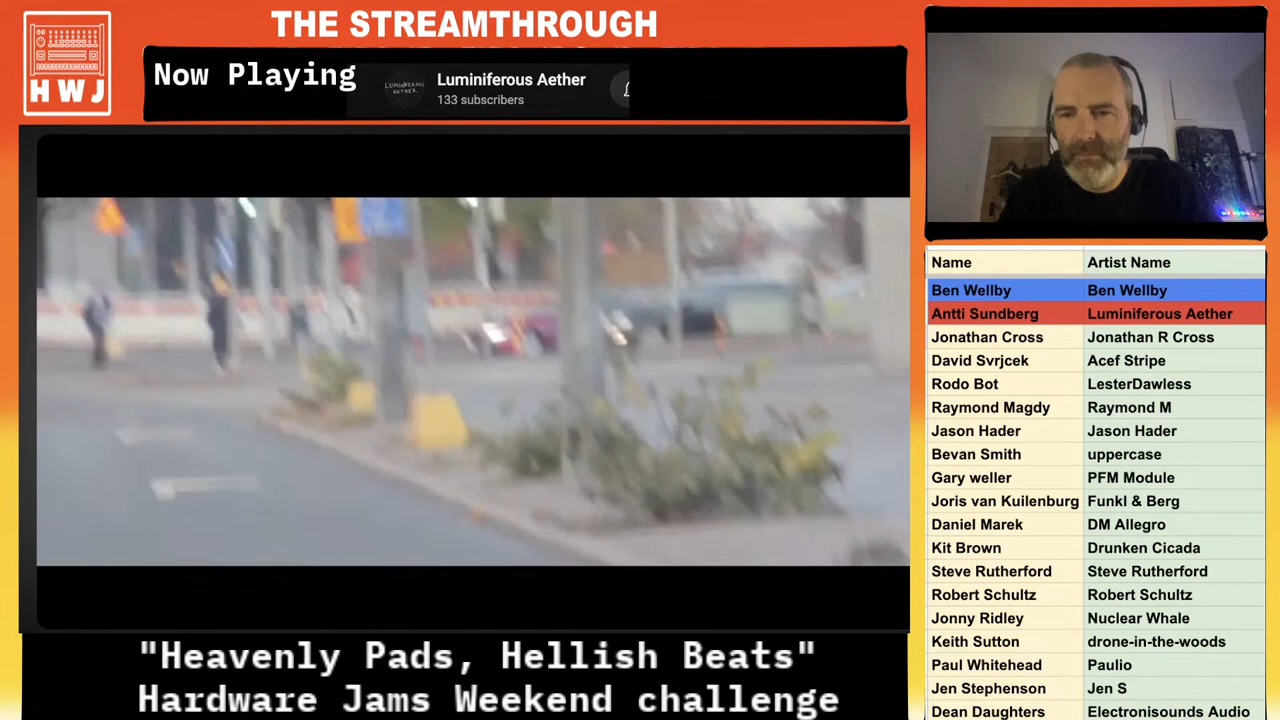 THE STREAMTHROUGH
HWJ
Now Playing
LUMINIFEROUS
AETHER
Luminiferous Aether
133 subscribers
Name Artist Name
Ben Wellby Ben Wellby
Antti Sundberg Luminiferous Aether
Jonathan Cross Jonathan R Cross
David Svrjcek Acef Stripe
Rodo Bot LesterDawless
Raymond Magdy Raymond M
Jason Hader Jason Hader
Bevan Smith uppercase
Gary weller PFM Module
Joris van Kuilenburg Funkl & Berg
Daniel Marek DM Allegro
Kit Brown Drunken Cicada
Steve Rutherford Steve Rutherford
Robert Schultz Robert Schultz
Jonny Ridley Nuclear Whale
Keith Sutton drone-in-the-woods
Paul Whitehead Paulio
Jen Stephenson Jen S
Dean Daughters Electronisounds Audio
"Heavenly Pads, Hellish Beats"
Hardware Jams Weekend challenge